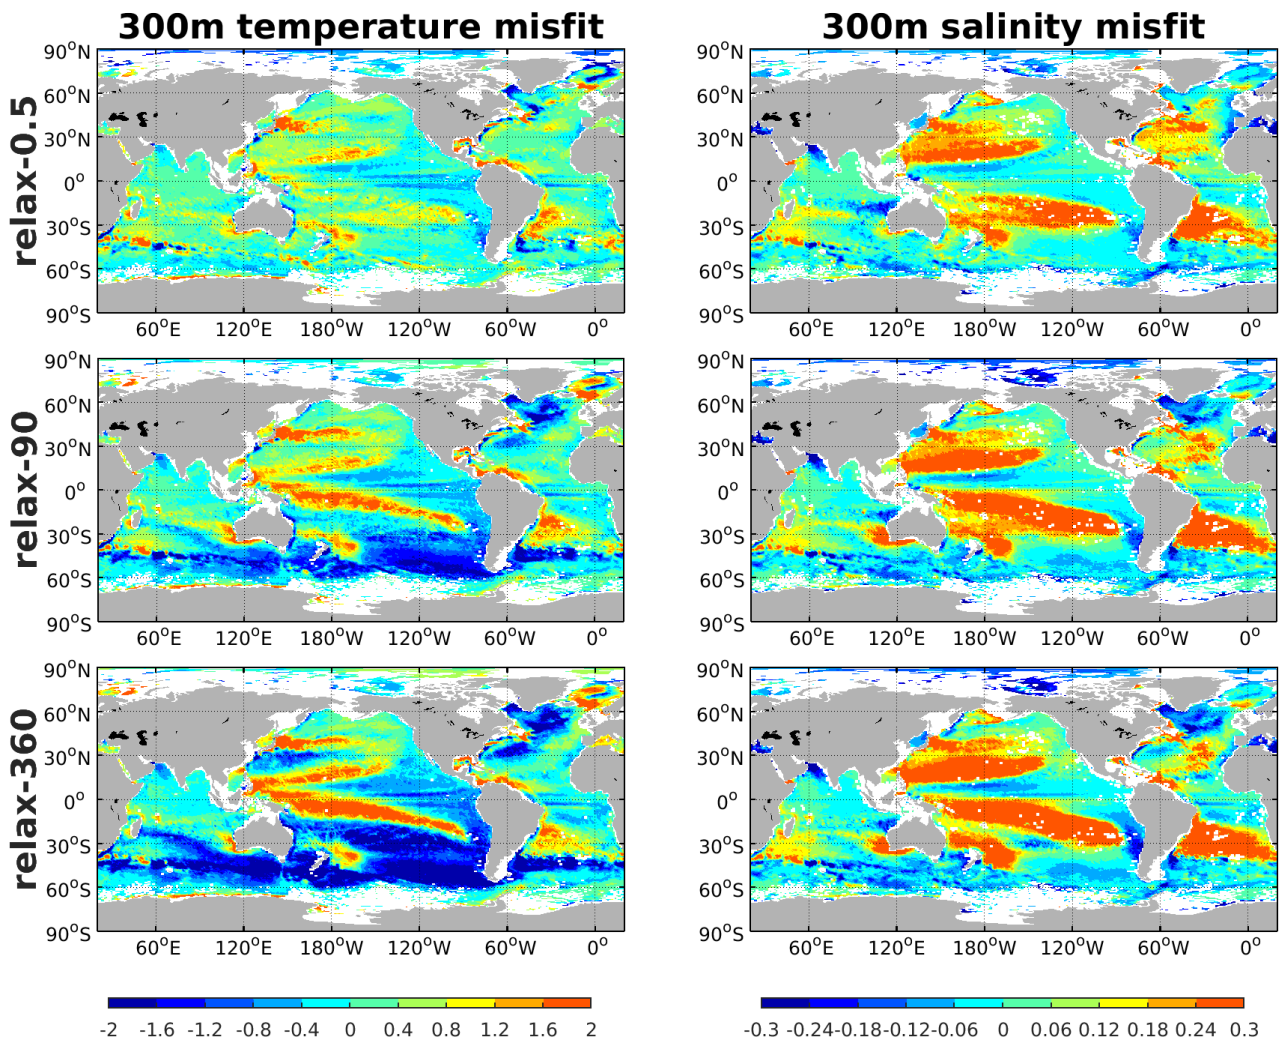 300m temperature misfit 300m salinity misfit
relax-0.5
90°N 90°N
60°N 60°N
30°N 30°N
0° 0°
30°S 30°S
60°S 60°S
90°S 90°S
60°E 120°E 180°W 120°W 60°W 0° 60°E 120°E 180°W 120°W 60°W 0°
relax-90
90°N 90°N
60°N 60°N
30°N 30°N
0° 0°
30°S 30°S
60°S 60°S
90°S 90°S
60°E 120°E 180°W 120°W 60°W 0° 60°E 120°E 180°W 120°W 60°W 0°
relax-360
90°N 90°N
60°N 60°N
30°N 30°N
0° 0°
30°S 30°S
60°S 60°S
90°S 90°S
60°E 120°E 180°W 120°W 60°W 0° 60°E 120°E 180°W 120°W 60°W 0°
-2 -1.6 -1.2 -0.8 -0.4 0 0.4 0.8 1.2 1.6 2 -0.3 -0.24 -0.18 -0.12 -0.06 0 0.06 0.12 0.18 0.24 0.3